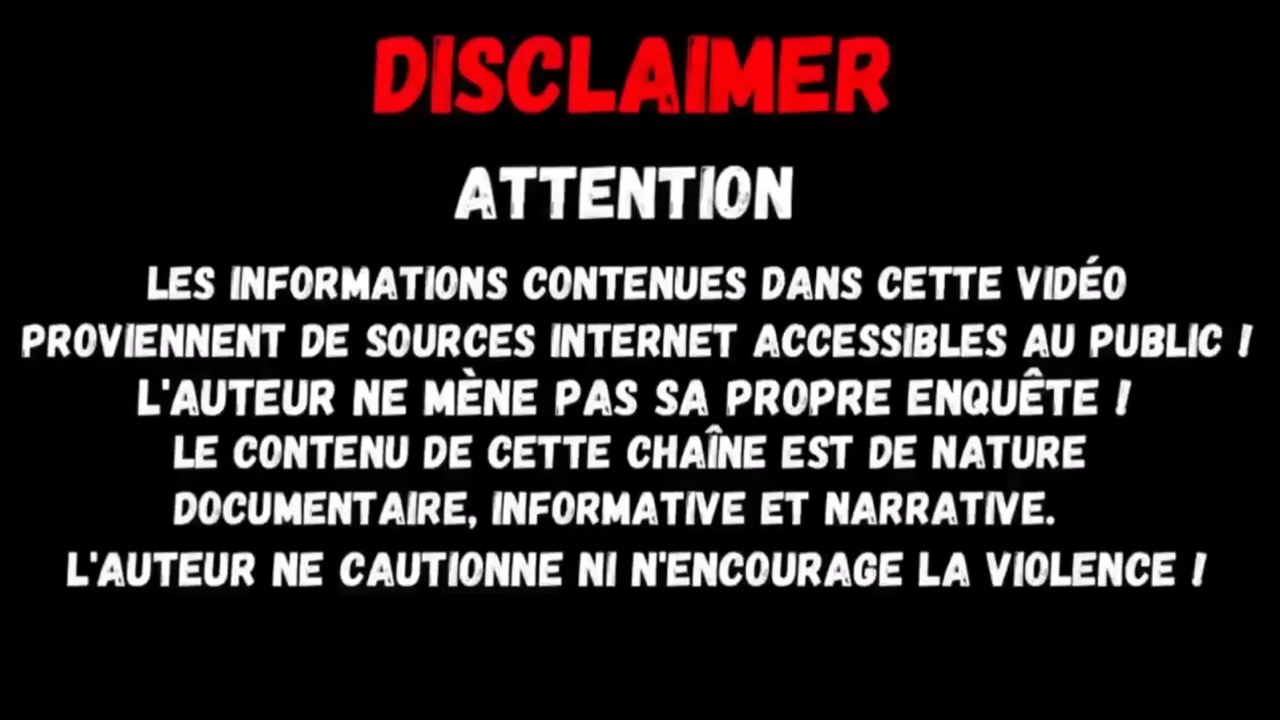 DISCLAIMER
ATTENTION
LES INFORMATIONS CONTENUES DANS CETTE VIDÉO
PROVIENNENT DE SOURCES INTERNET ACCESSIBLES AU PUBLIC !
L'AUTEUR NE MÈNE PAS SA PROPRE ENQUÊTE !
LE CONTENU DE CETTE CHAÎNE EST DE NATURE
DOCUMENTAIRE, INFORMATIVE ET NARRATIVE.
L'AUTEUR NE CAUTIONNE NI N'ENCOURAGE LA VIOLENCE !